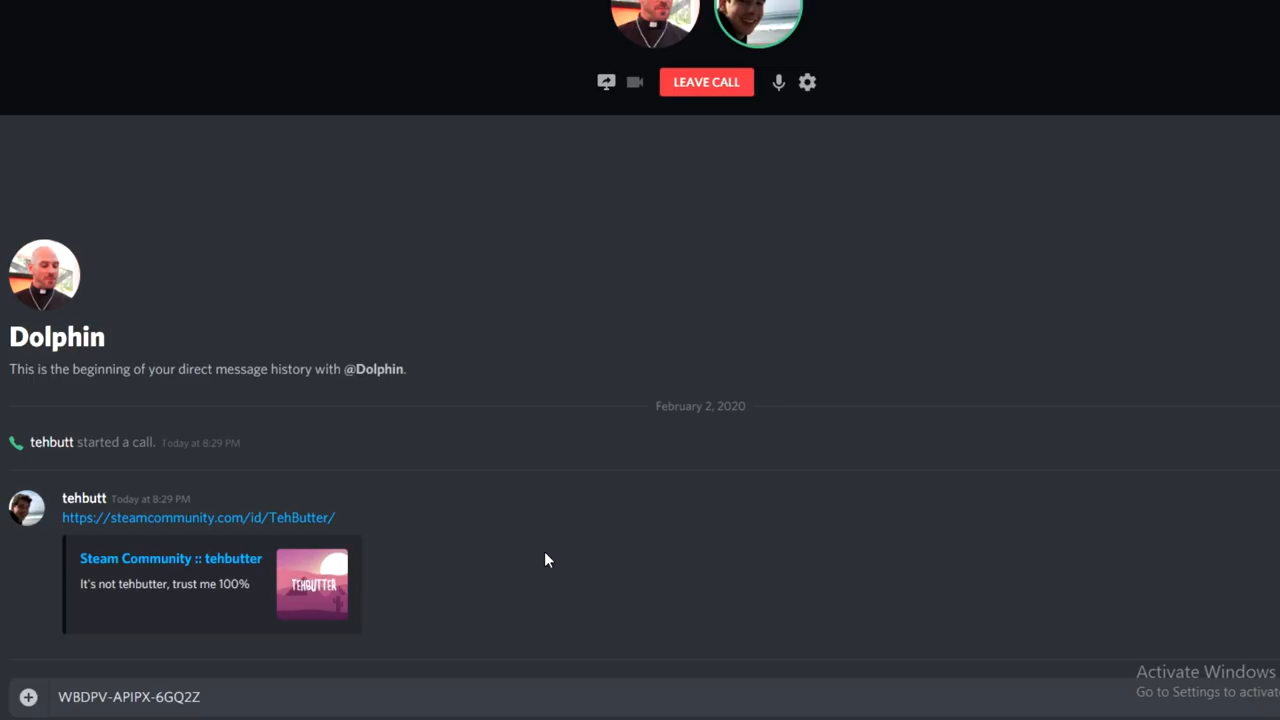 LEAVE CALL
Dolphin
This is the beginning of your direct message history with @Dolphin.
February 2, 2020
tehbutt started a call. Today at 8:29 PM
tehbutt Today at 8:29 PM
https://steamcommunity.com/id/TehButter/
Steam Community :: tehbutter
It's not tehbutter, trust me 100%
TEHBUTTER
Activate Windows
Go to Settings to activat
WBDPV-APIPX-6GQ2Z